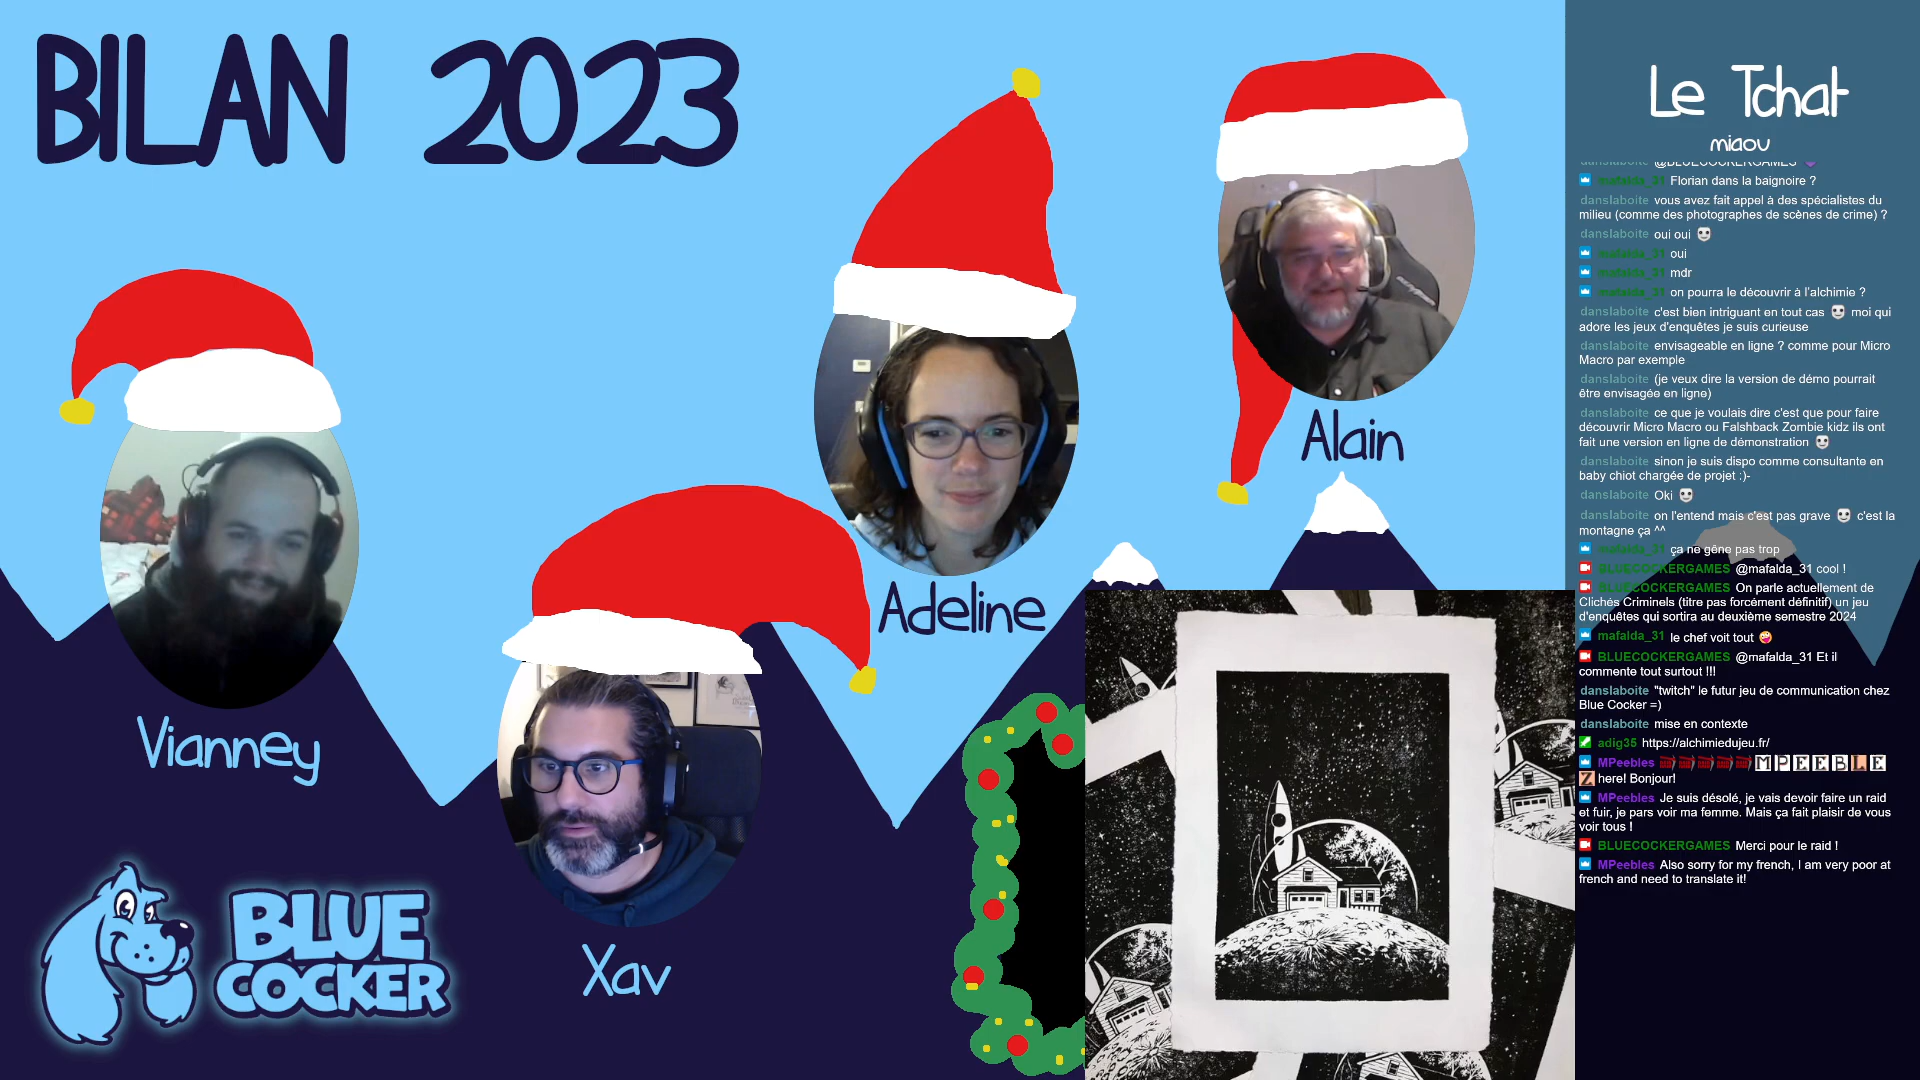 BILAN 2023
Vianney
Xav
Adeline
Alain
BLUE
COCKER
Le Tchat
miaou
danslaboite @BLUECOCKERGAMES
mafalda_31 Florian dans la baignoire ?
danslaboite vous avez fait appel à des spécialistes du
milieu (comme des photographes de scènes de crime) ?
danslaboite oui oui
mafalda_31 oui
mafalda_31 mdr
mafalda_31 on pourra le découvrir à l'alchimie ?
danslaboite c'est bien intriguant en tout cas moi qui
adore les jeux d'enquêtes je suis curieuse
danslaboite envisageable en ligne ? comme pour Micro
Macro par exemple
danslaboite (je veux dire la version de démo pourrait
être envisagée en ligne)
danslaboite ce que je voulais dire c'est que pour faire
découvrir Micro Macro ou Falshback Zombie kidz ils ont
fait une version en ligne de démonstration
danslaboite sinon je suis dispo comme consultante en
baby chiot chargée de projet :)-
danslaboite Oki
danslaboite on l'entend mais c'est pas grave c'est la
montagne ça ^^
mafalda_31 ça ne gêne pas trop
BLUECOCKERGAMES @mafalda_31 cool !
BLUECOCKERGAMES On parle actuellement de
Clichés Criminels (titre pas forcément définitif) un jeu
d'enquêtes qui sortira au deuxième semestre 2024
mafalda_31 le chef voit tout
BLUECOCKERGAMES @mafalda_31 Et il
commente tout surtout !!!
danslaboite "twitch" le futur jeu de communication chez
Blue Cocker =)
danslaboite mise en contexte
adig35 https://alchimiedujeu.fr/
MPeebles M P E E B L E
Z here! Bonjour!
MPeebles Je suis désolé, je vais devoir faire un raid
et fuir, je pars voir ma femme. Mais ça fait plaisir de vous
voir tous !
BLUECOCKERGAMES Merci pour le raid !
MPeebles Also sorry for my french, I am very poor at
french and need to translate it!